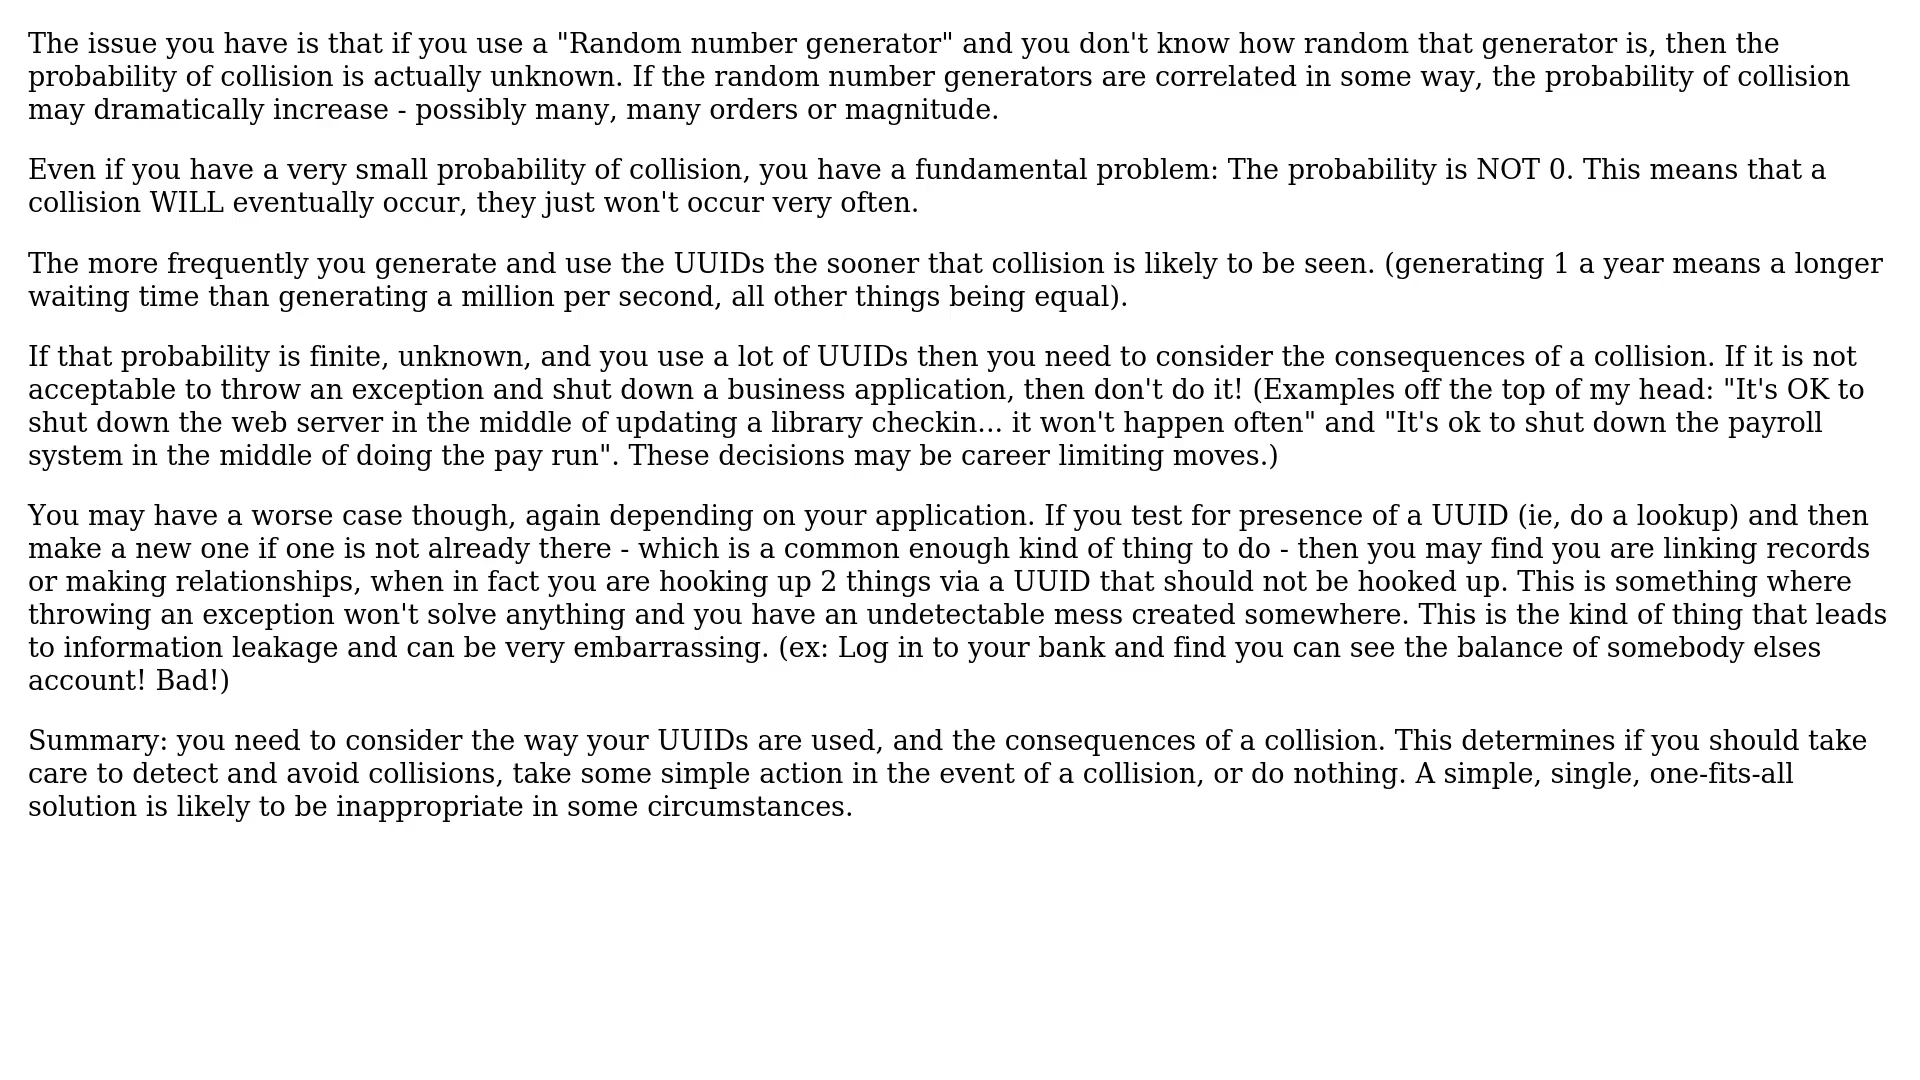 The issue you have is that if you use a "Random number generator" and you don't know how random that generator is, then the
probability of collision is actually unknown. If the random number generators are correlated in some way, the probability of collision
may dramatically increase - possibly many, many orders or magnitude.
Even if you have a very small probability of collision, you have a fundamental problem: The probability is NOT 0. This means that a
collision WILL eventually occur, they just won't occur very often.
The more frequently you generate and use the UUIDs the sooner that collision is likely to be seen. (generating 1 a year means a longer
waiting time than generating a million per second, all other things being equal).
If that probability is finite, unknown, and you use a lot of UUIDs then you need to consider the consequences of a collision. If it is not
acceptable to throw an exception and shut down a business application, then don't do it! (Examples off the top of my head: "It's OK to
shut down the web server in the middle of updating a library checkin... it won't happen often" and "It's ok to shut down the payroll
system in the middle of doing the pay run". These decisions may be career limiting moves.)
You may have a worse case though, again depending on your application. If you test for presence of a UUID (ie, do a lookup) and then
make a new one if one is not already there - which is a common enough kind of thing to do - then you may find you are linking records
or making relationships, when in fact you are hooking up 2 things via a UUID that should not be hooked up. This is something where
throwing an exception won't solve anything and you have an undetectable mess created somewhere. This is the kind of thing that leads
to information leakage and can be very embarrassing. (ex: Log in to your bank and find you can see the balance of somebody elses
account! Bad!)
Summary: you need to consider the way your UUIDs are used, and the consequences of a collision. This determines if you should take
care to detect and avoid collisions, take some simple action in the event of a collision, or do nothing. A simple, single, one-fits-all
solution is likely to be inappropriate in some circumstances.